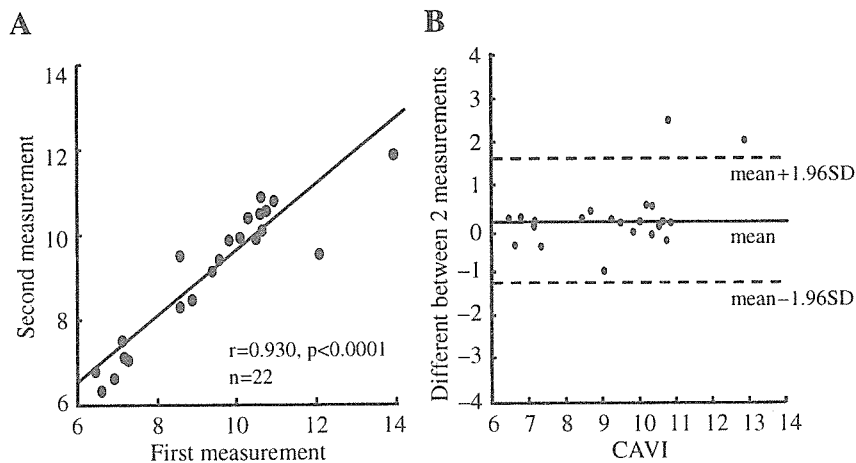 A
14
12
10
8
6
Second measurement
r=0.930, p<0.0001
n=22
6
8
10
12
14
First measurement
B
4
3
2
1
0
−1
−2
−3
−4
Different between 2 measurements
mean+1.96SD
mean
mean−1.96SD
6
7
8
9
10
11
12
13
14
CAVI